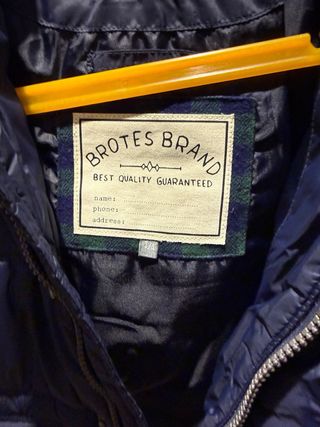 BROTES BRAND
BEST QUALITY GUARANTEED
name:
phone:
address: